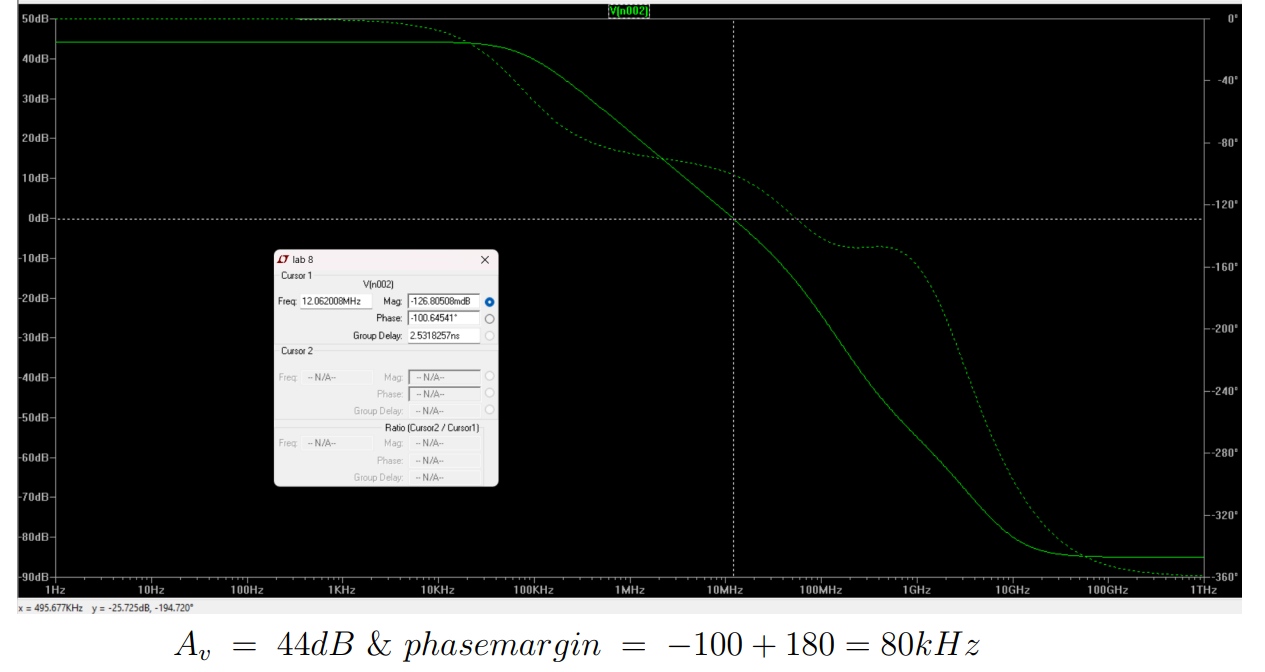 V(n002)
50dB
40dB
30dB
20dB
10dB
0dB
-10dB
-20dB
-30dB
-40dB
-50dB
-60dB
-70dB
-80dB
-90dB
0°
-40°
-80°
-120°
-160°
-200°
-240°
-280°
-320°
-360°
lab 8
Cursor 1
V(n002)
Freq: 12.062008MHz Mag: -126.80508mdB
Phase: -100.64541°
Group Delay: 2.5318257ns
Cursor 2
Freq: -- N/A-- Mag: -- N/A--
Phase: -- N/A--
Group Delay: -- N/A--
Ratio (Cursor2 / Cursor1)
Freq: -- N/A-- Mag: -- N/A--
Phase: -- N/A--
Group Delay: -- N/A--
1Hz 10Hz 100Hz 1KHz 10KHz 100KHz 1MHz 10MHz 100MHz 1GHz 10GHz 100GHz 1THz
x = 495.677KHz y = -25.725dB, -194.720°
A_v = 44dB & phasemargin = −100 + 180 = 80kHz